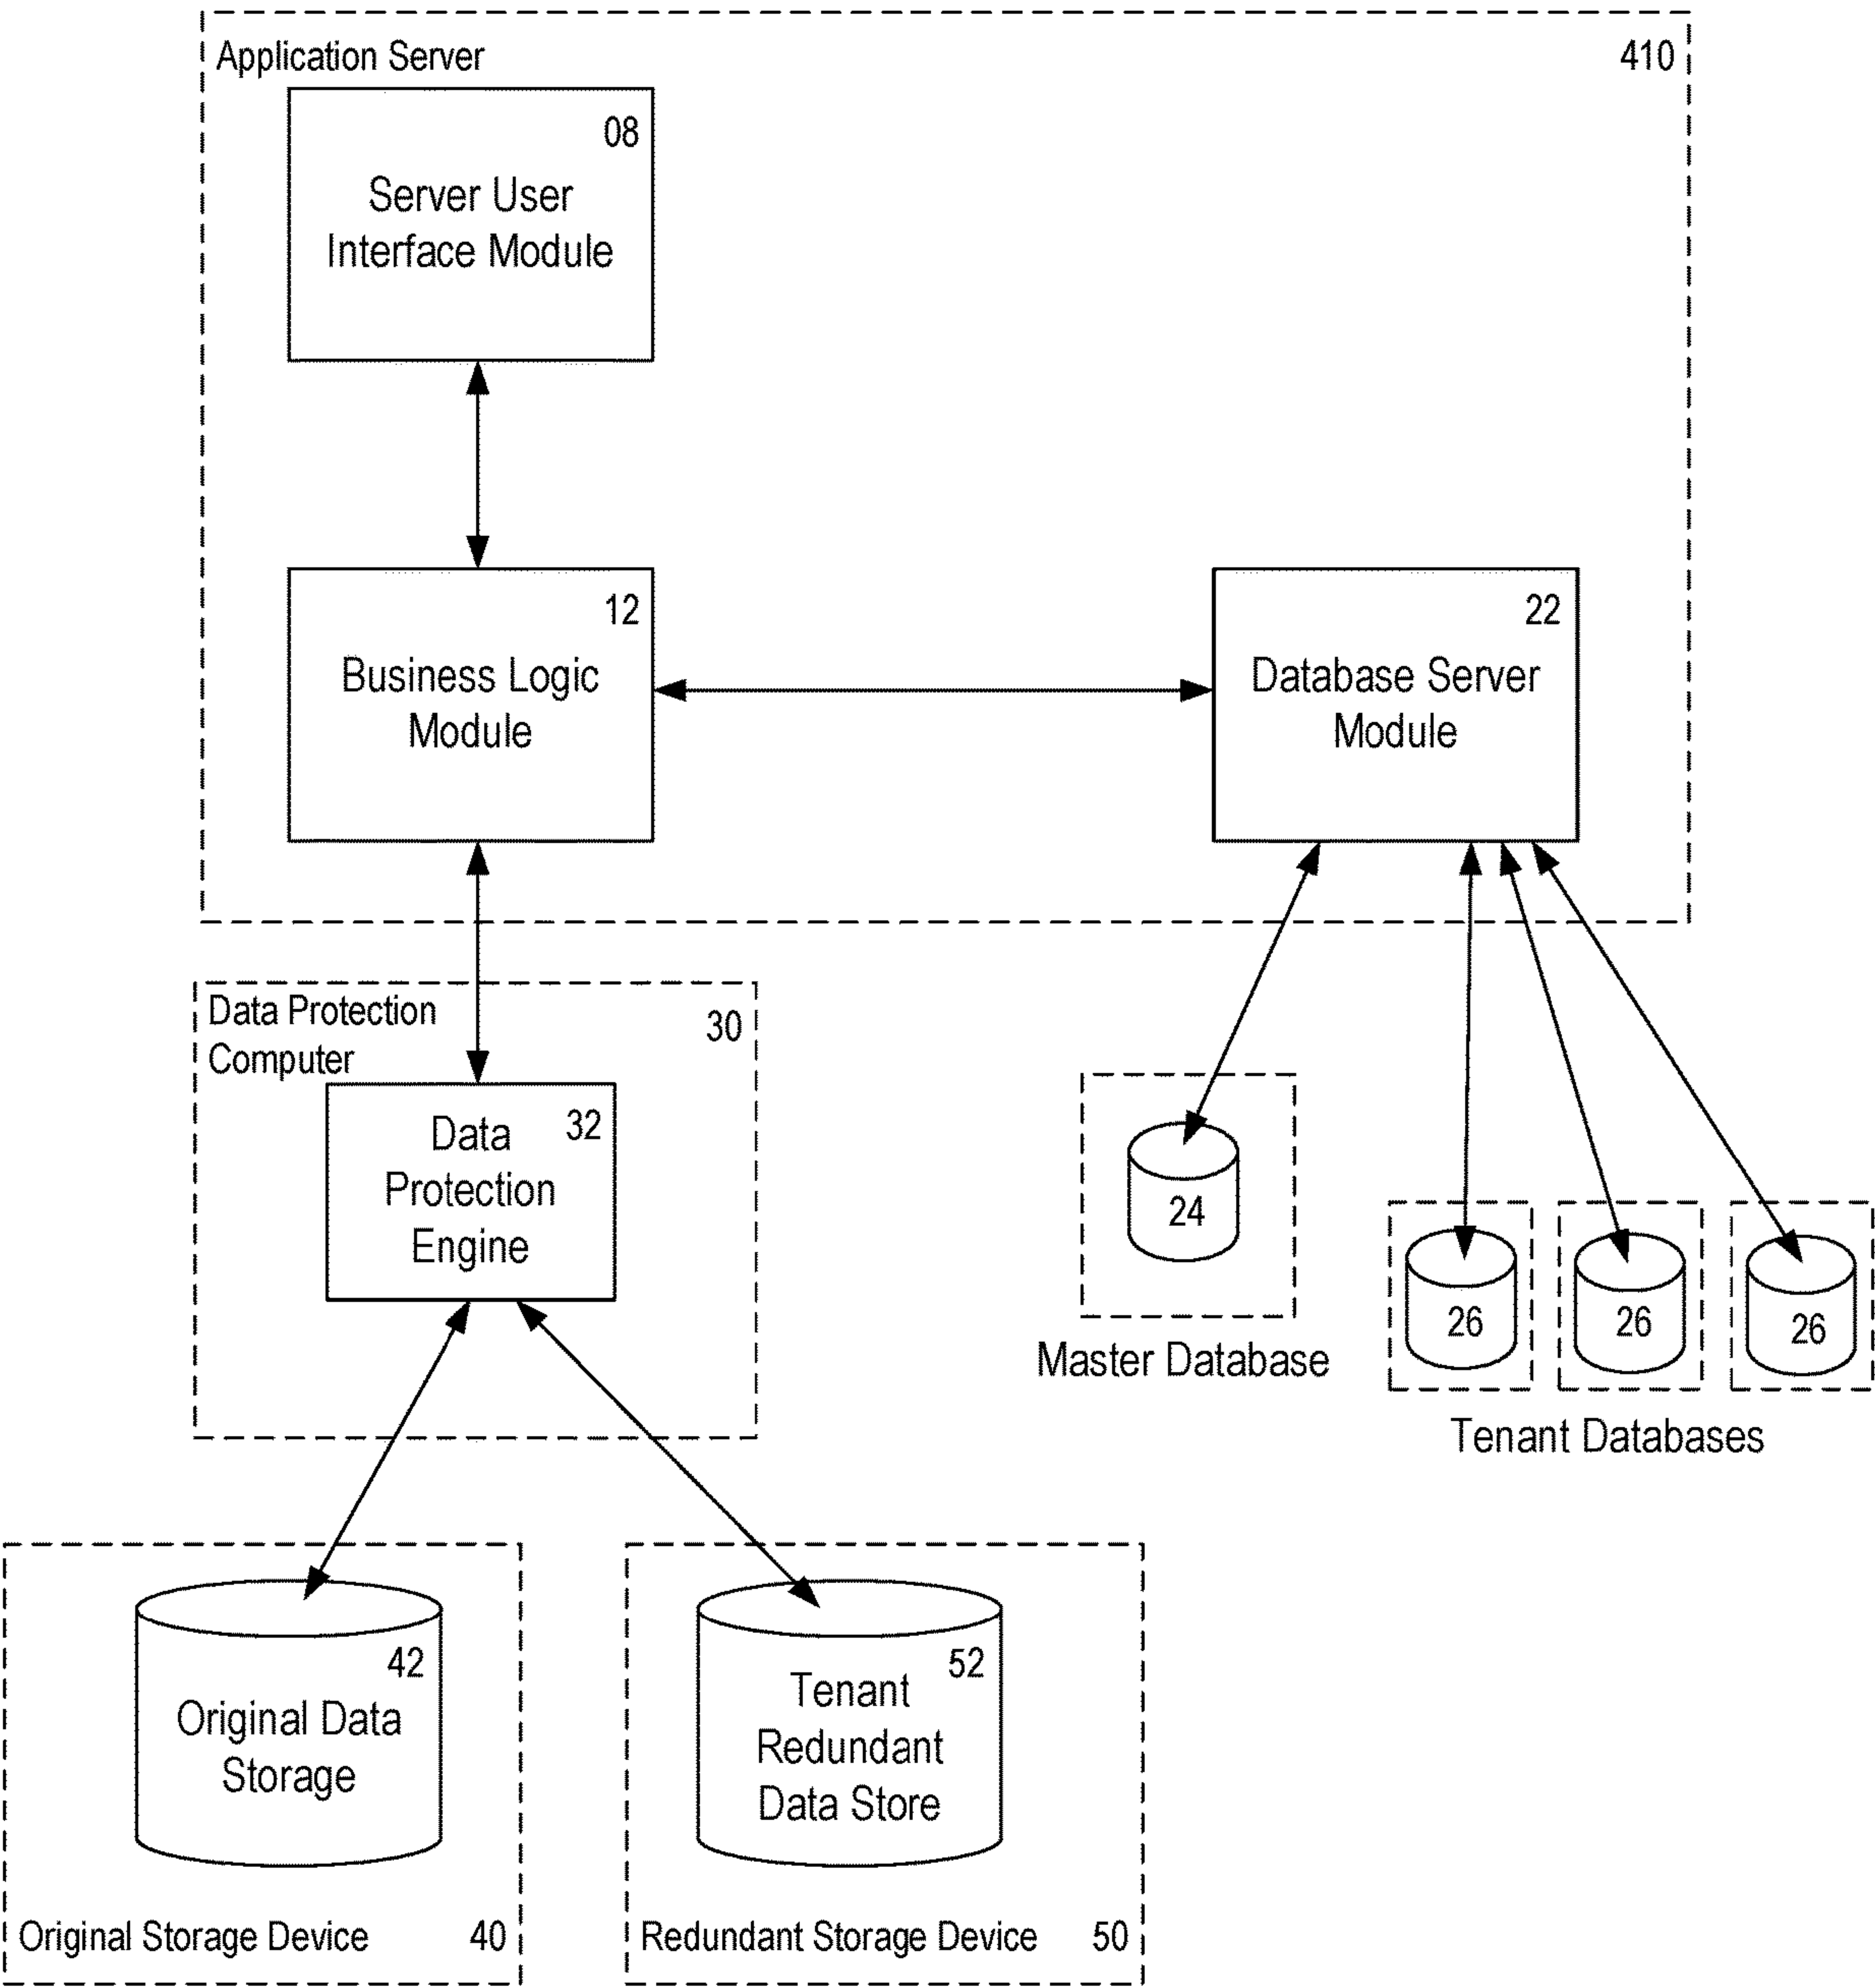 Application Server
410
08
Server User
Interface Module
12
Business Logic
Module
22
Database Server
Module
Data Protection
Computer
30
32
Data
Protection
Engine
24
Master Database
26
26
26
Tenant Databases
42
Original Data
Storage
Original Storage Device
40
52
Tenant
Redundant
Data Store
Redundant Storage Device
50